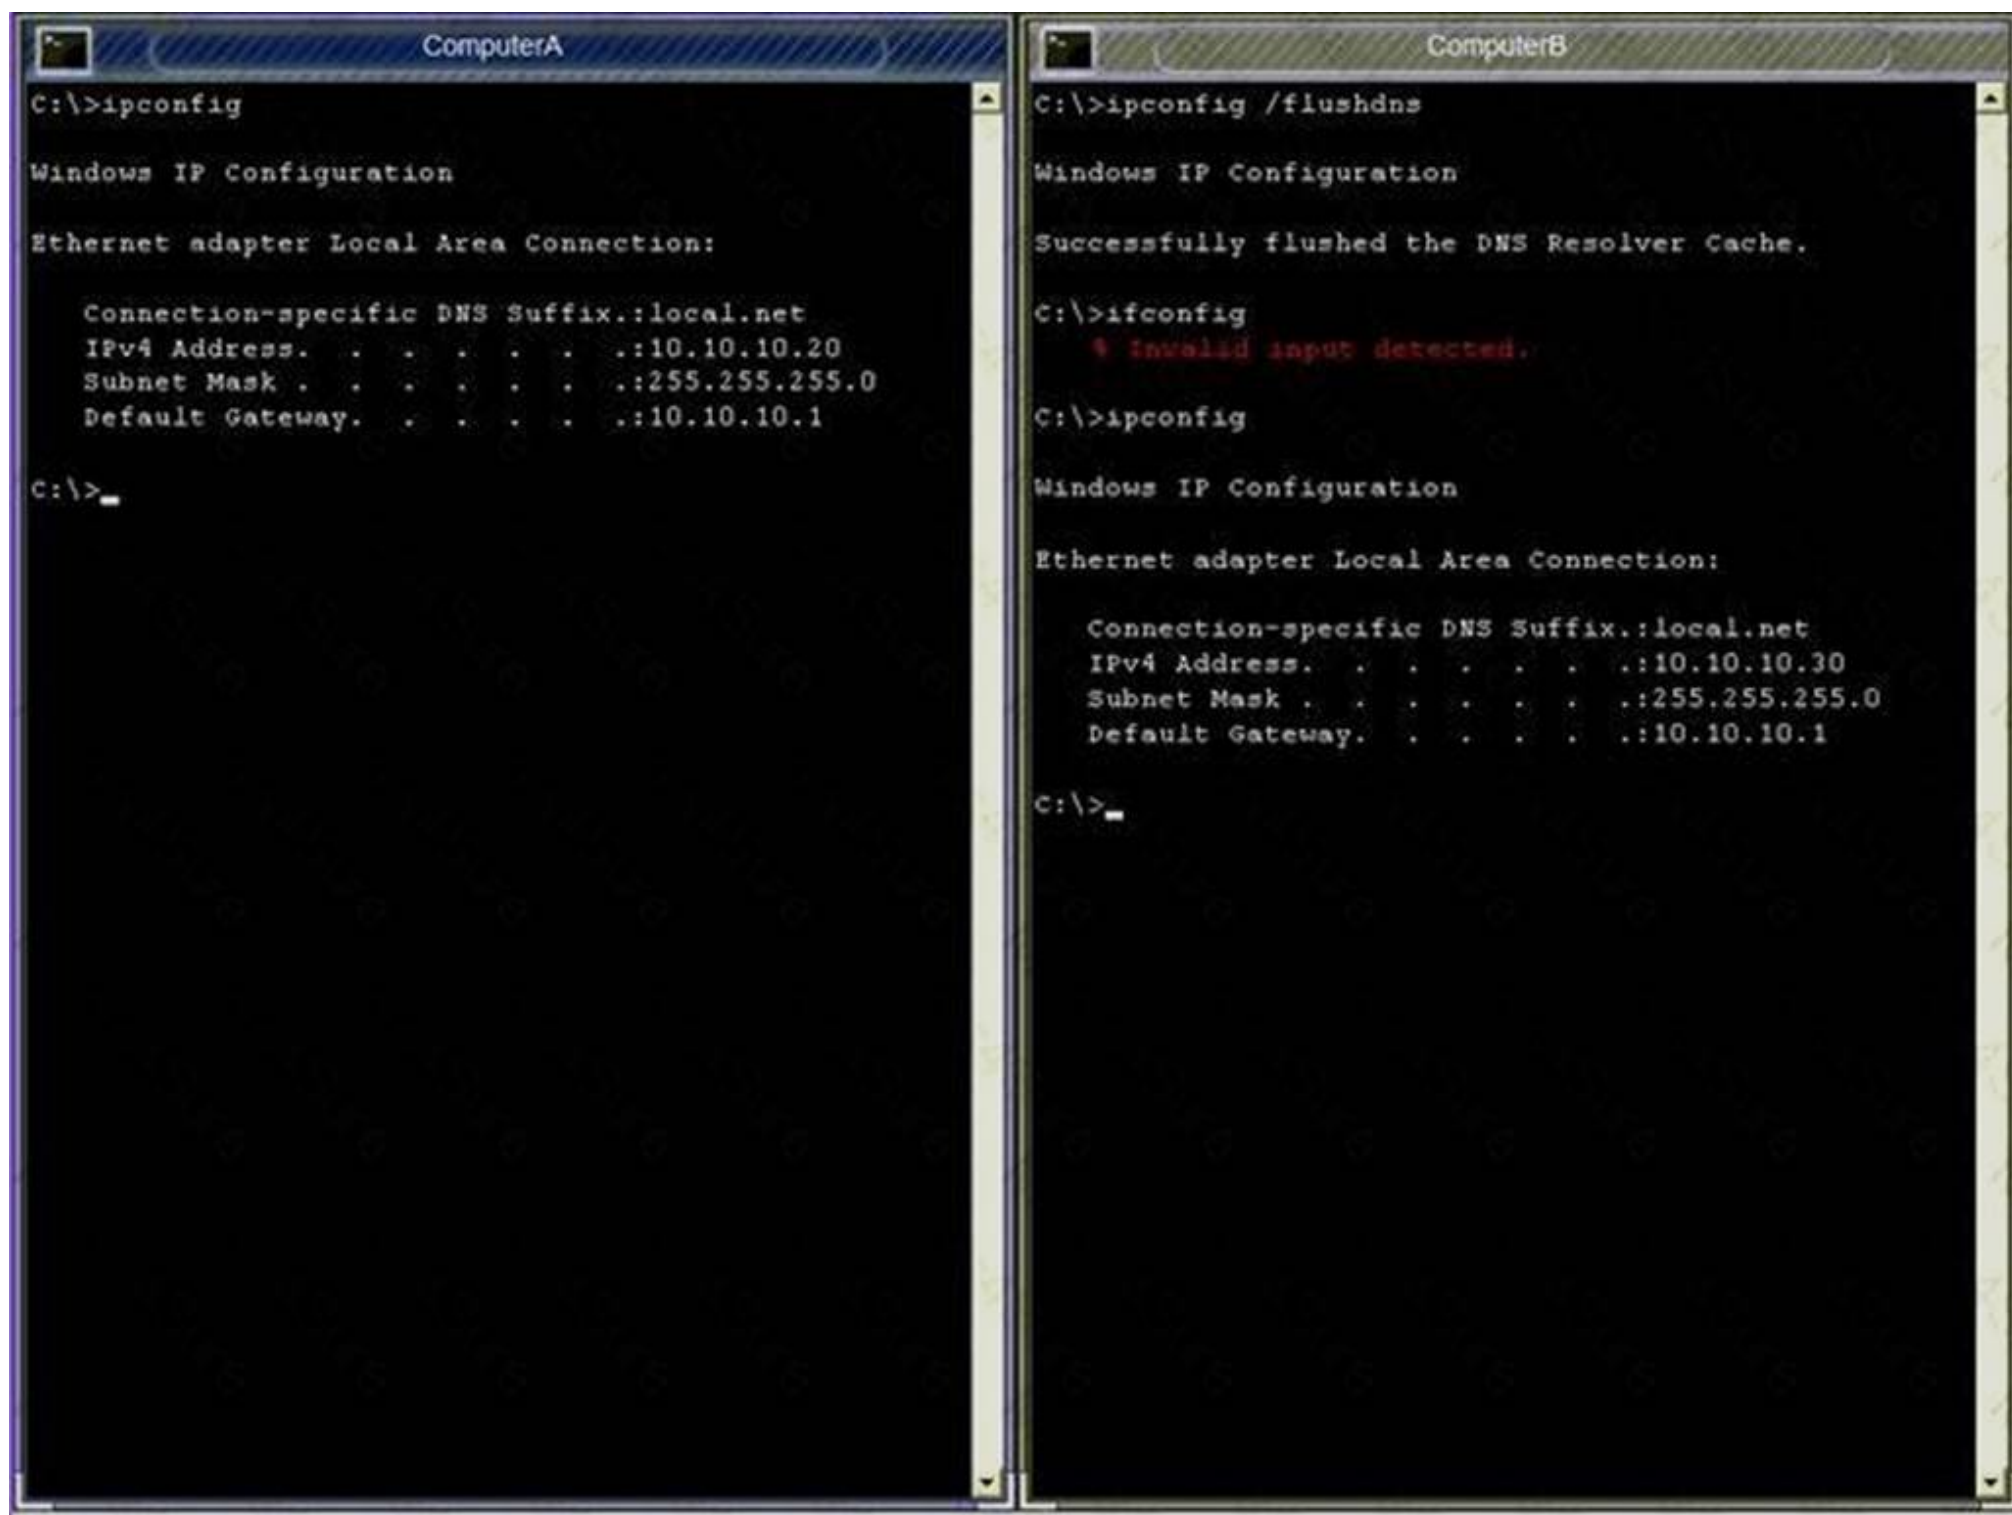 ComputerA
C:\>ipconfig
Windows IP Configuration
Ethernet adapter Local Area Connection:
Connection-specific DNS Suffix.:local.net
IPv4 Address. . . . . . .:10.10.10.20
Subnet Mask . . . . . . .:255.255.255.0
Default Gateway. . . . . .:10.10.10.1
C:\>
ComputerB
C:\>ipconfig /flushdns
Windows IP Configuration
Successfully flushed the DNS Resolver Cache.
C:\>ifconfig
% Invalid input detected.
C:\>ipconfig
Windows IP Configuration
Ethernet adapter Local Area Connection:
Connection-specific DNS Suffix.:local.net
IPv4 Address. . . . . . .:10.10.10.30
Subnet Mask . . . . . . .:255.255.255.0
Default Gateway. . . . . .:10.10.10.1
C:\>